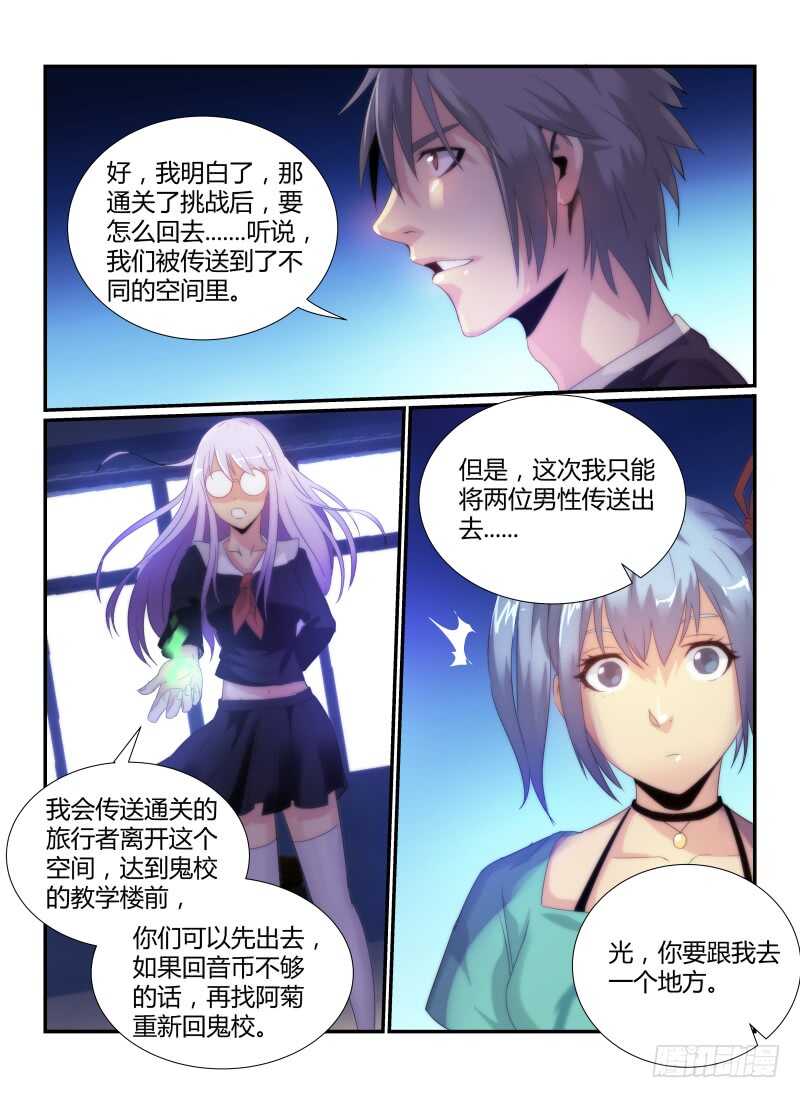 好，我明白了，那
通关了挑战后，要
怎么回去.......听说，
我们被传送到了不
同的空间里。
我会传送通关的
旅行者离开这个
空间，达到鬼校
的教学楼前，
你们可以先出去，
如果回音币不够
的话，再找阿菊
重新回鬼校。
但是，这次我只能
将两位男性传送出
去......
光，你要跟我去
一个地方。
腾讯动漫